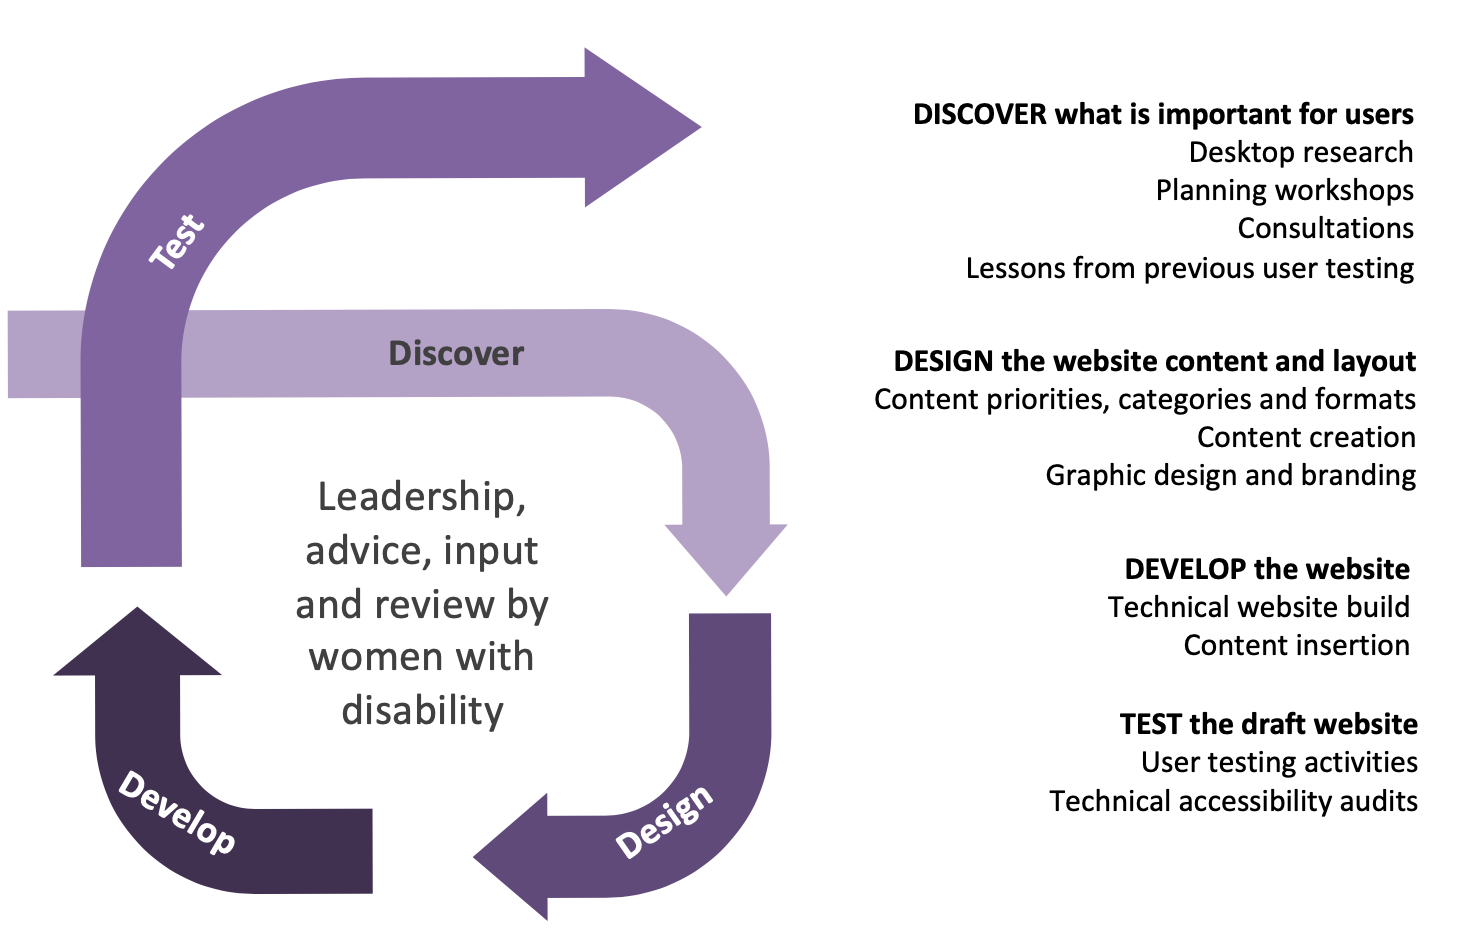 Test
Discover
Leadership,
advice, input
and review by
women with
disability
Develop
Design
DISCOVER what is important for users
Desktop research
Planning workshops
Consultations
Lessons from previous user testing
DESIGN the website content and layout
Content priorities, categories and formats
Content creation
Graphic design and branding
DEVELOP the website
Technical website build
Content insertion
TEST the draft website
User testing activities
Technical accessibility audits